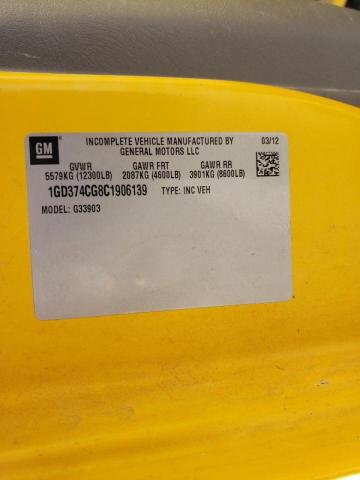 GM
INCOMPLETE VEHICLE MANUFACTURED BY
GENERAL MOTORS LLC
03/12
GVWR GAWR FRT GAWR RR
5579KG (12300LB) 2087KG (4600LB) 3901KG (8600LB)
1GD374CG8C1906139 TYPE: INC VEH
MODEL: G33903